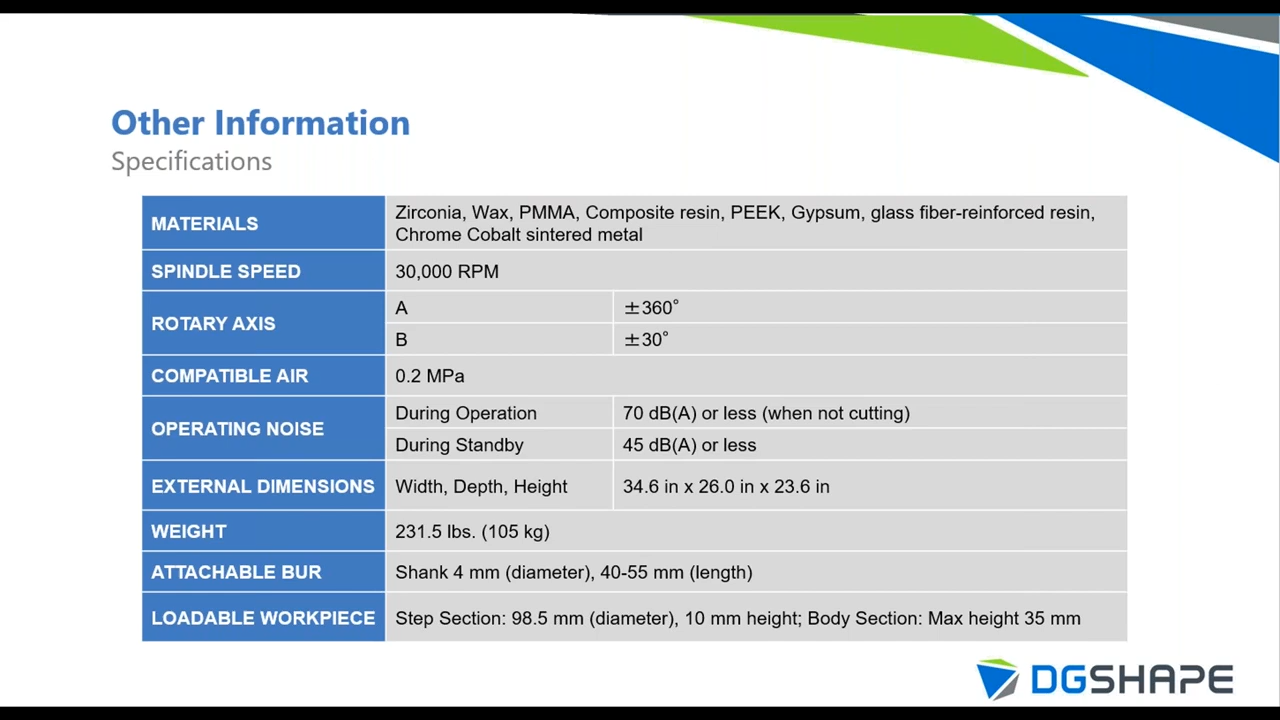 Other Information
Specifications
MATERIALS
Zirconia, Wax, PMMA, Composite resin, PEEK, Gypsum, glass fiber-reinforced resin,
Chrome Cobalt sintered metal
SPINDLE SPEED
30,000 RPM
ROTARY AXIS
A
±360˚
B
±30˚
COMPATIBLE AIR
0.2 MPa
OPERATING NOISE
During Operation
70 dB(A) or less (when not cutting)
During Standby
45 dB(A) or less
EXTERNAL DIMENSIONS
Width, Depth, Height
34.6 in x 26.0 in x 23.6 in
WEIGHT
231.5 lbs. (105 kg)
ATTACHABLE BUR
Shank 4 mm (diameter), 40-55 mm (length)
LOADABLE WORKPIECE
Step Section: 98.5 mm (diameter), 10 mm height; Body Section: Max height 35 mm
DGSHAPE